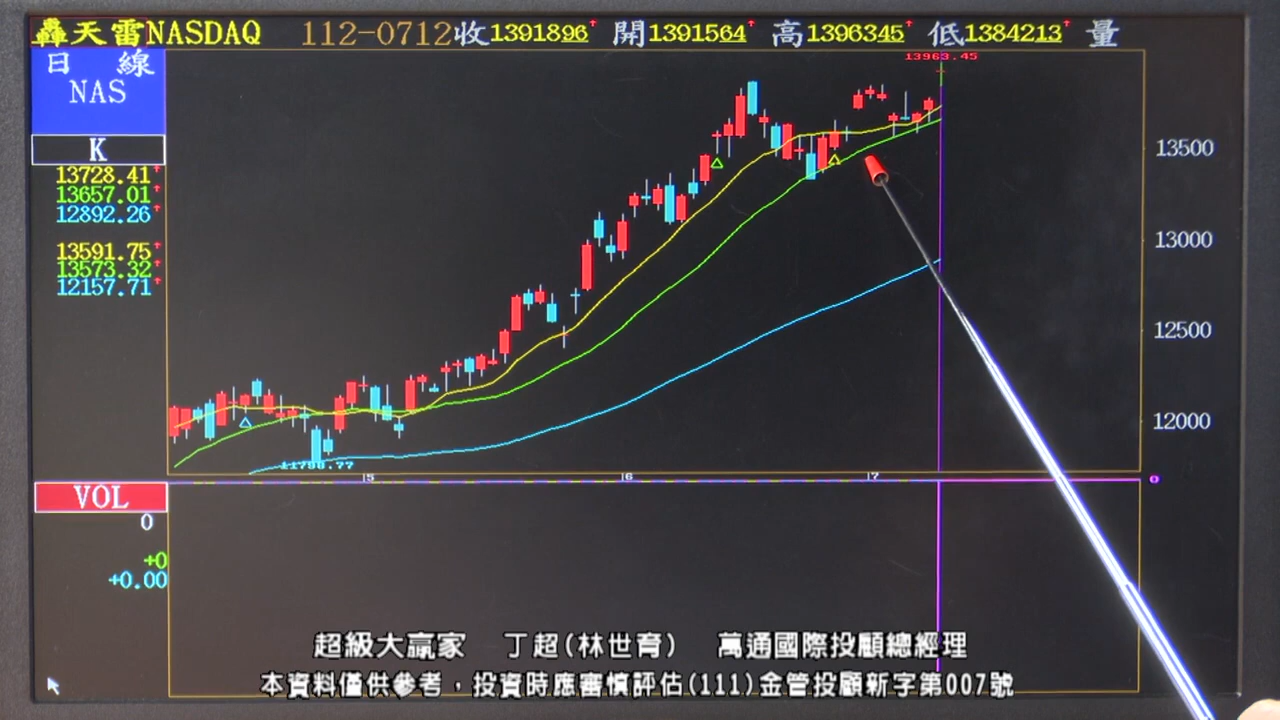 轟天雷NASDAQ 112-0712收1391896↑ 開1391564↑ 高1396345↑ 低1384213↑ 量
日 線
NAS
K
13728.41↑
13657.01↑
12892.26↑
13591.75↑
13573.32↑
12157.71↑
13963.45
13500
13000
12500
12000
11798.77
5 6 7
VOL
0
+0
+0.00
超級大贏家 丁超(林世育) 萬通國際投顧總經理
本資料僅供參考，投資時應審慎評估(111)金管投顧新字第007號